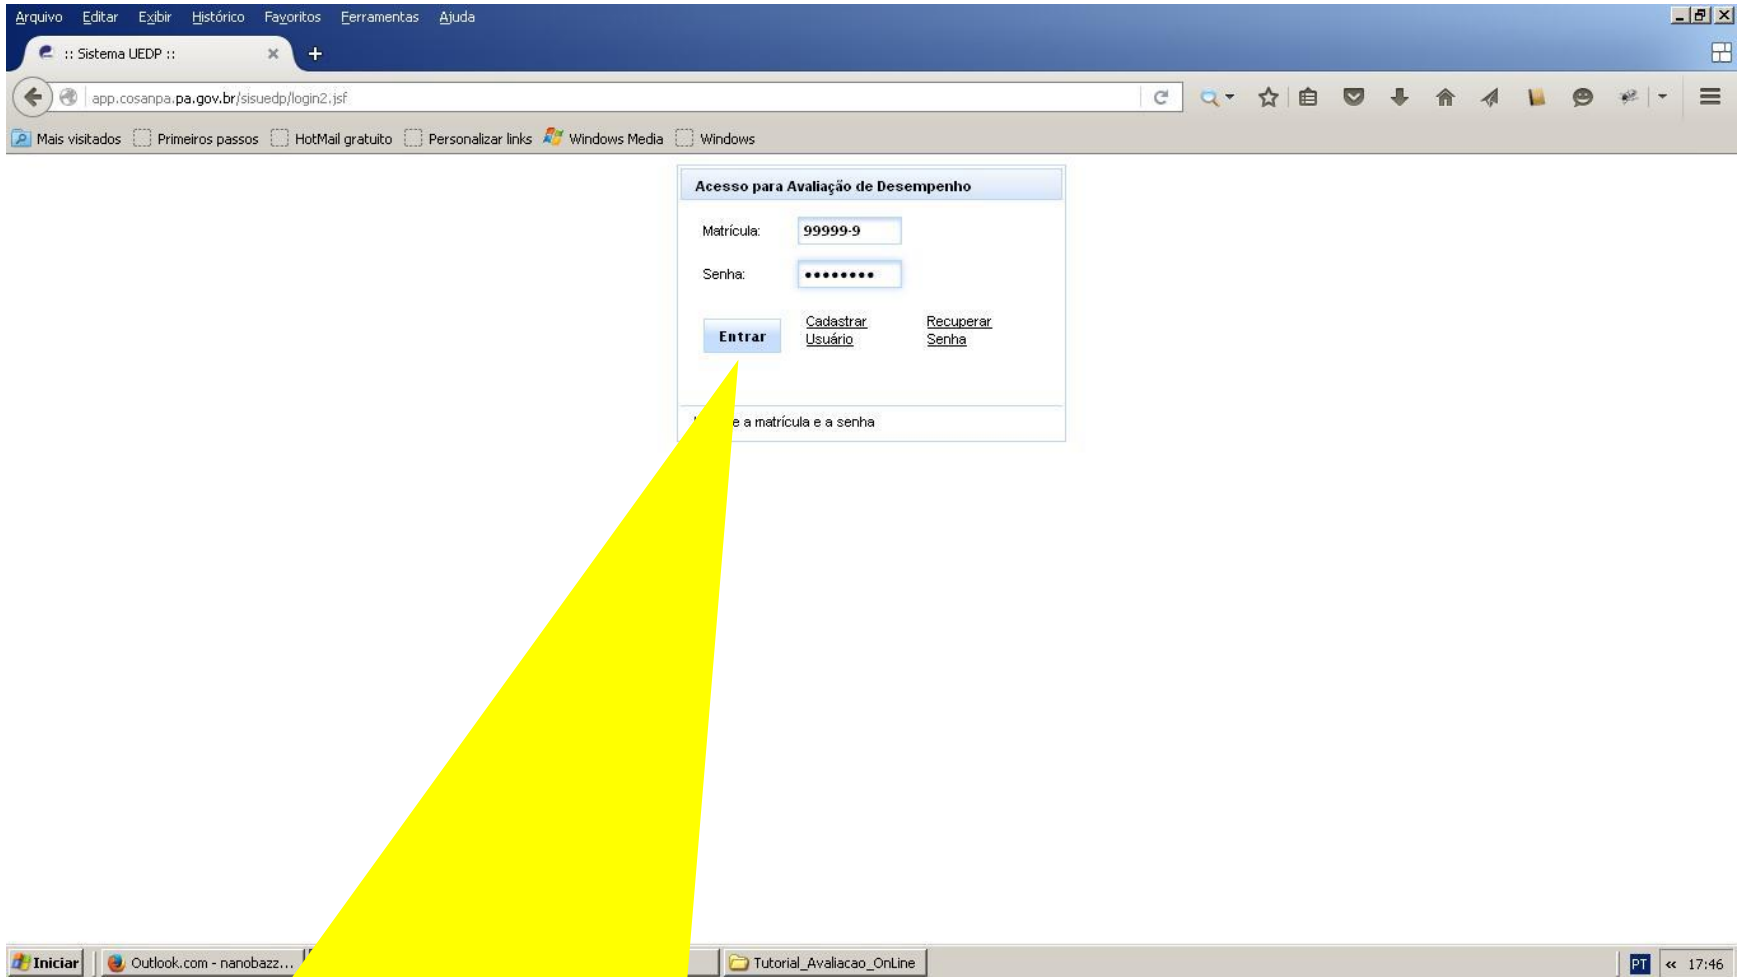 Arquivo Editar Exibir Histórico Favoritos Ferramentas Ajuda
:: Sistema UEDP ::
app.cosanpa.pa.gov.br/sisuedp/login2.jsf
Mais visitados Primeiros passos HotMail gratuito Personalizar links Windows Media Windows
Acesso para Avaliação de Desempenho
Matrícula: 99999-9
Senha: ••••••••
Entrar
Cadastrar
Usuário
Recuperar
Senha
e a matrícula e a senha
Iniciar Outlook.com - nanobazz... Tutorial_Avaliacao_OnLine PT « 17:46